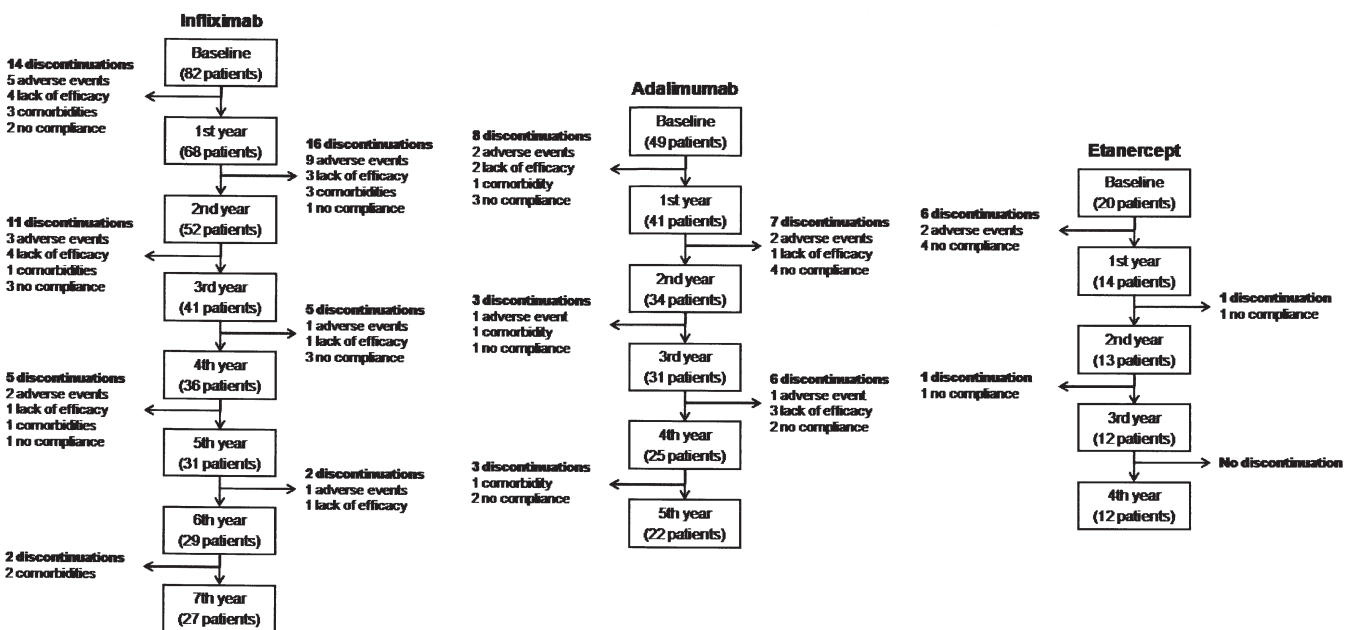 Infliximab
Baseline
(82 patients)
14 discontinuations
5 adverse events
4 lack of efficacy
3 comorbidities
2 no compliance
1st year
(68 patients)
16 discontinuations
9 adverse events
3 lack of efficacy
3 comorbidities
1 no compliance
2nd year
(52 patients)
11 discontinuations
3 adverse events
4 lack of efficacy
1 comorbidities
3 no compliance
3rd year
(41 patients)
5 discontinuations
1 adverse events
1 lack of efficacy
3 no compliance
4th year
(36 patients)
5 discontinuations
2 adverse events
1 lack of efficacy
1 comorbidities
1 no compliance
5th year
(31 patients)
2 discontinuations
1 adverse events
1 lack of efficacy
6th year
(29 patients)
2 discontinuations
2 comorbidities
7th year
(27 patients)
Adalimumab
Baseline
(49 patients)
8 discontinuations
2 adverse events
2 lack of efficacy
1 comorbidity
3 no compliance
1st year
(41 patients)
7 discontinuations
2 adverse events
1 lack of efficacy
4 no compliance
2nd year
(34 patients)
3 discontinuations
1 adverse event
1 comorbidity
1 no compliance
3rd year
(31 patients)
6 discontinuations
1 adverse event
3 lack of efficacy
2 no compliance
4th year
(25 patients)
3 discontinuations
1 comorbidity
2 no compliance
5th year
(22 patients)
Etanercept
Baseline
(20 patients)
6 discontinuations
2 adverse events
4 no compliance
1st year
(14 patients)
1 discontinuation
1 no compliance
2nd year
(13 patients)
1 discontinuation
1 no compliance
3rd year
(12 patients)
No discontinuation
4th year
(12 patients)